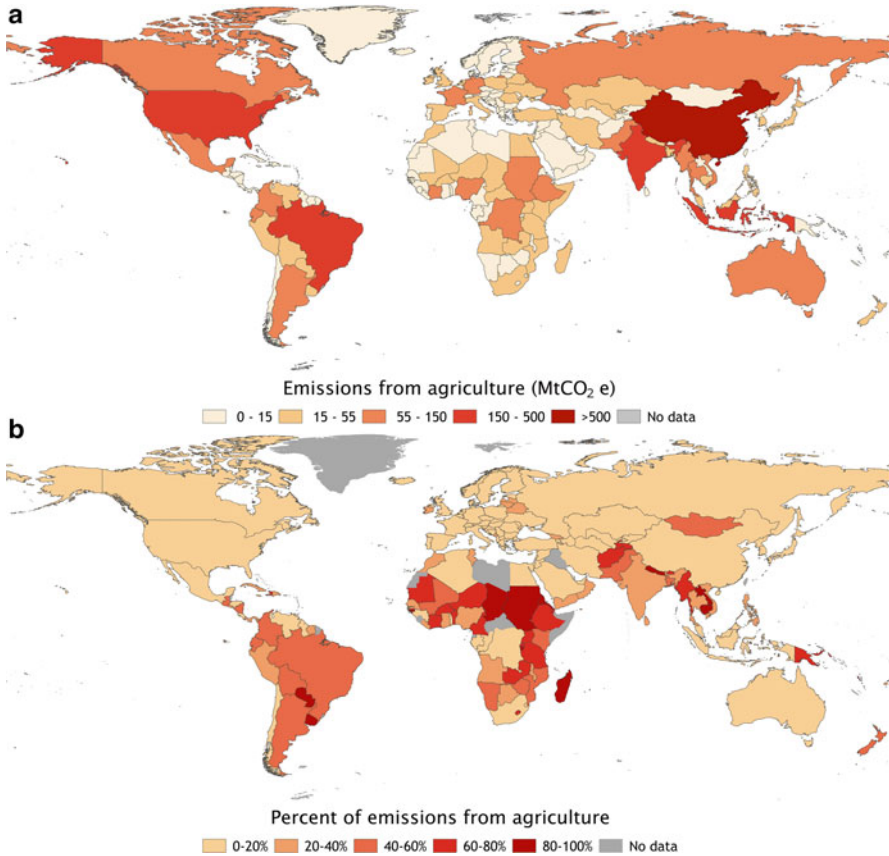 a
Emissions from agriculture (MtCO₂ e)
0 - 15 15 - 55 55 - 150 150 - 500 >500 No data
b
Percent of emissions from agriculture
0-20% 20-40% 40-60% 60-80% 80-100% No data